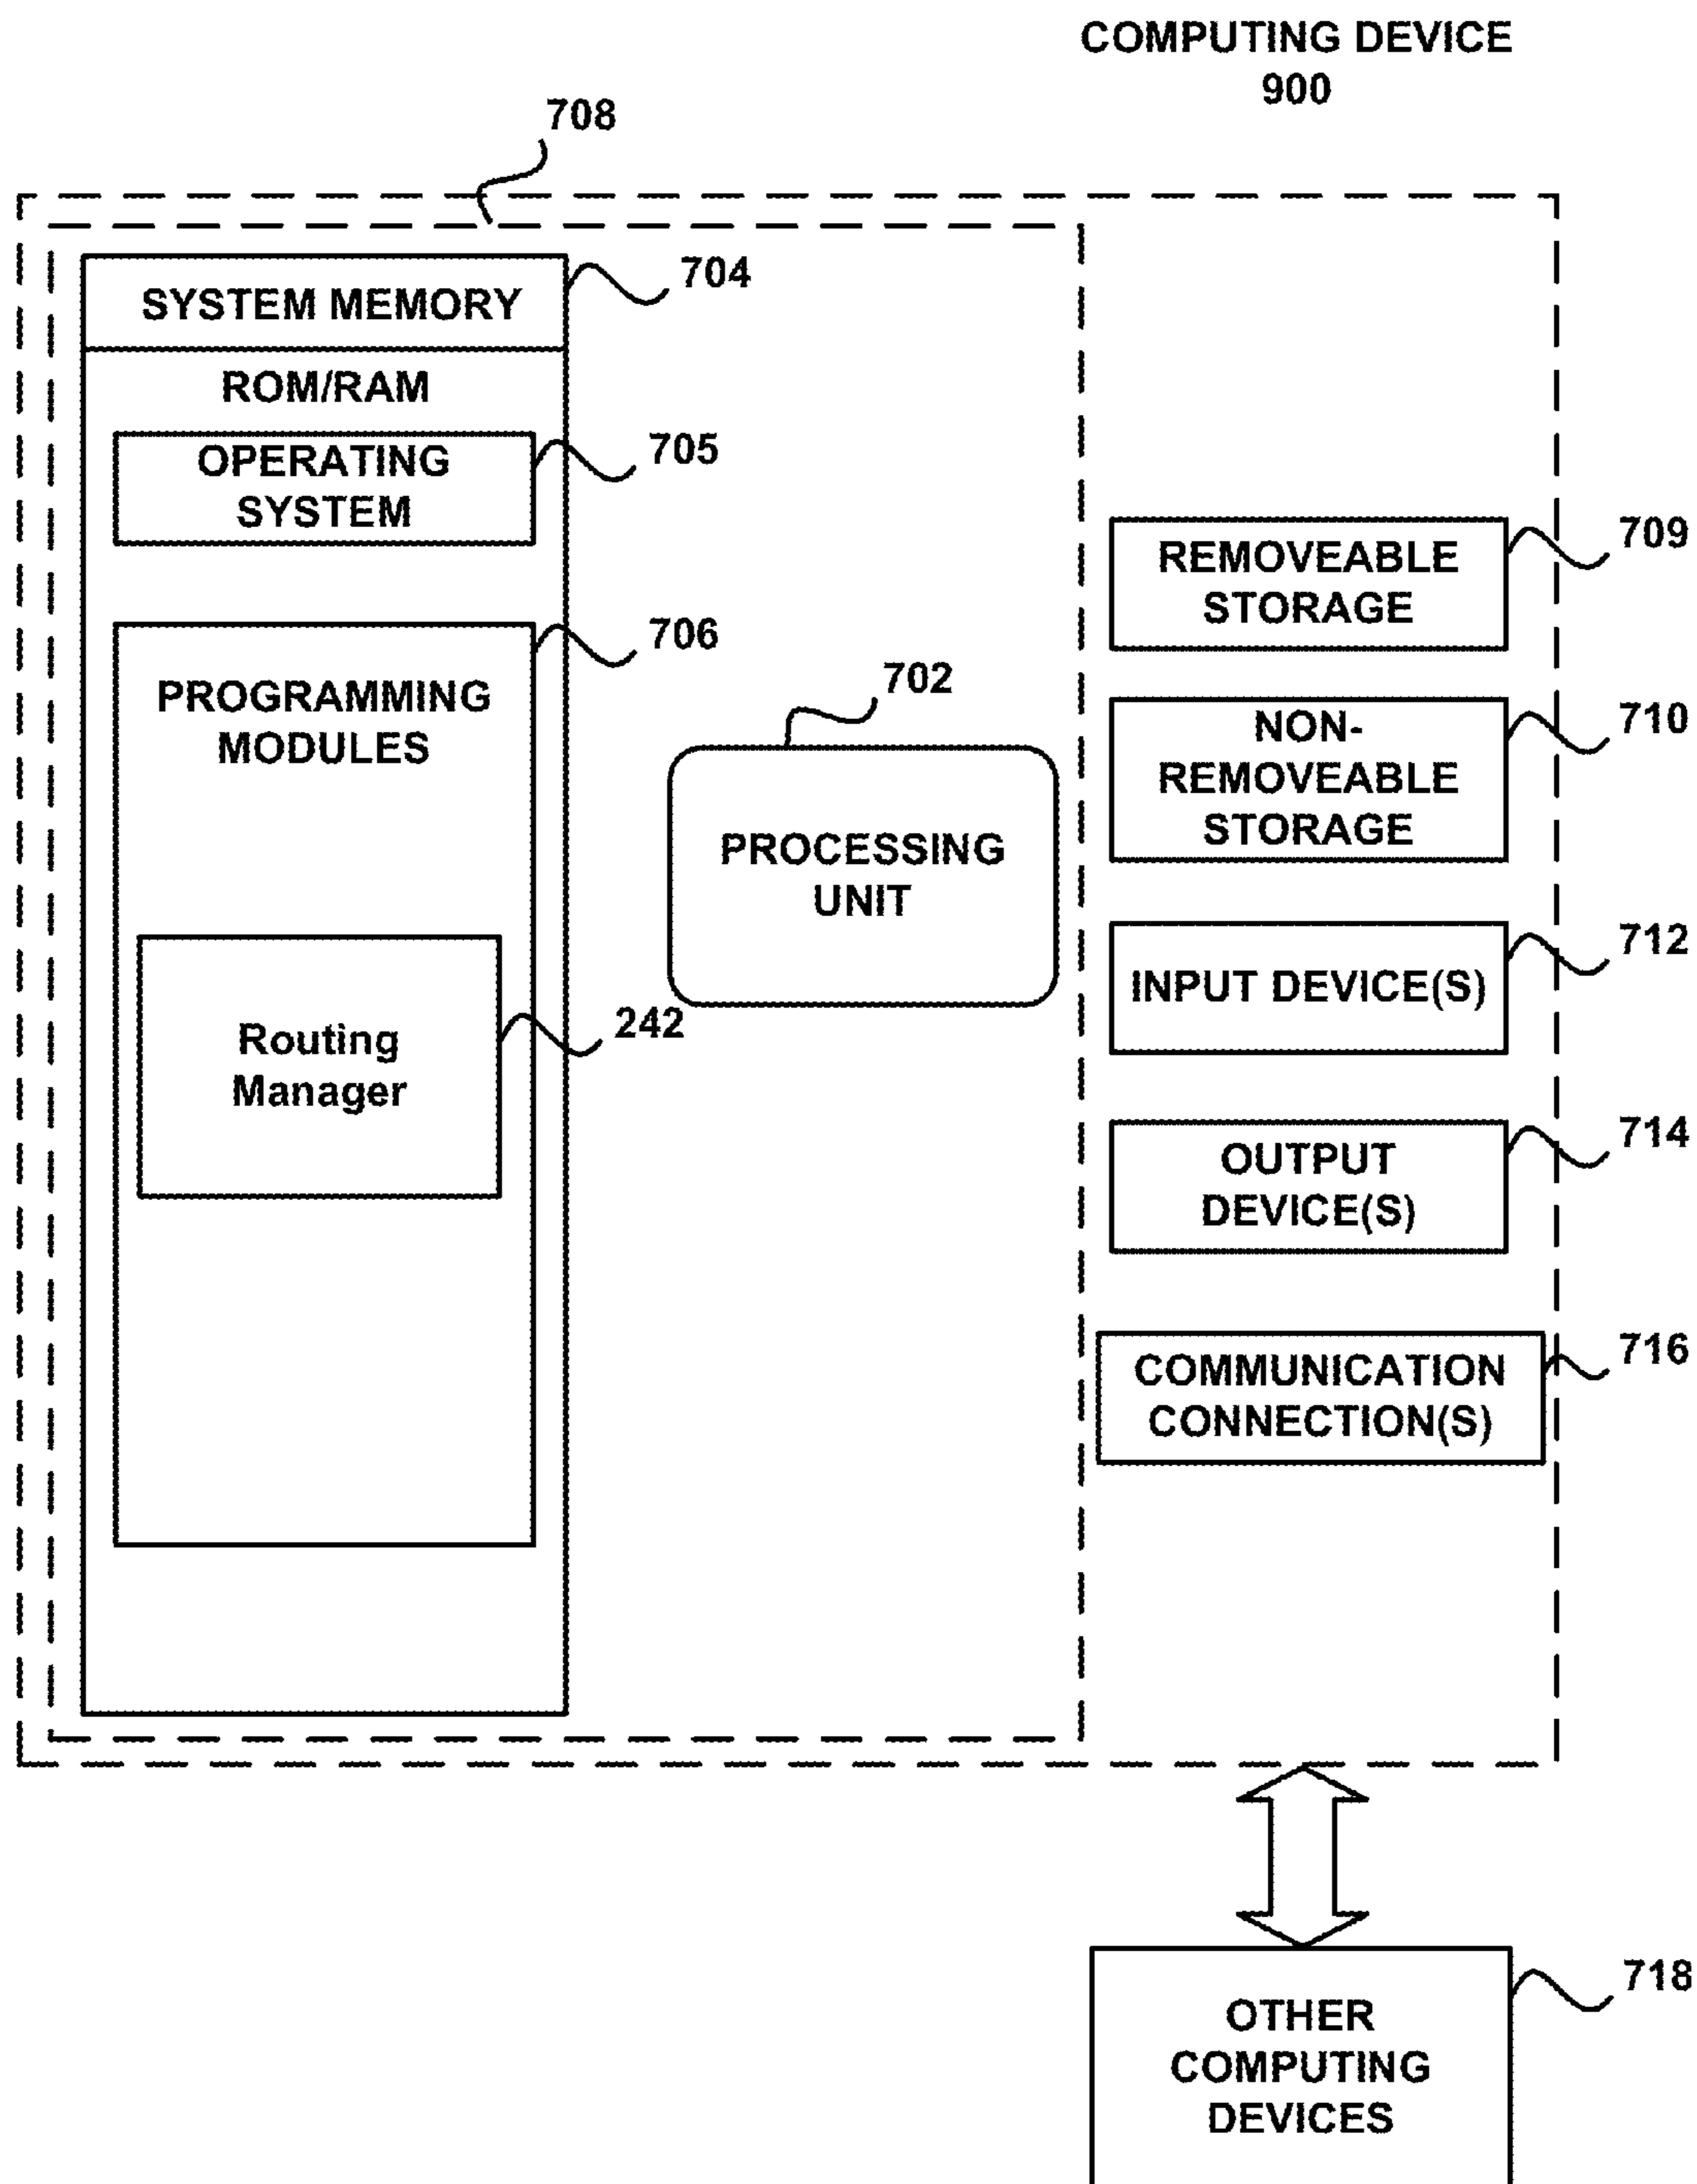 COMPUTING DEVICE
900
708
SYSTEM MEMORY
704
ROM/RAM
OPERATING
SYSTEM
705
PROGRAMMING
MODULES
706
Routing
Manager
242
PROCESSING
UNIT
702
REMOVEABLE
STORAGE
709
NON-
REMOVEABLE
STORAGE
710
INPUT DEVICE(S)
712
OUTPUT
DEVICE(S)
714
COMMUNICATION
CONNECTION(S)
716
OTHER
COMPUTING
DEVICES
718